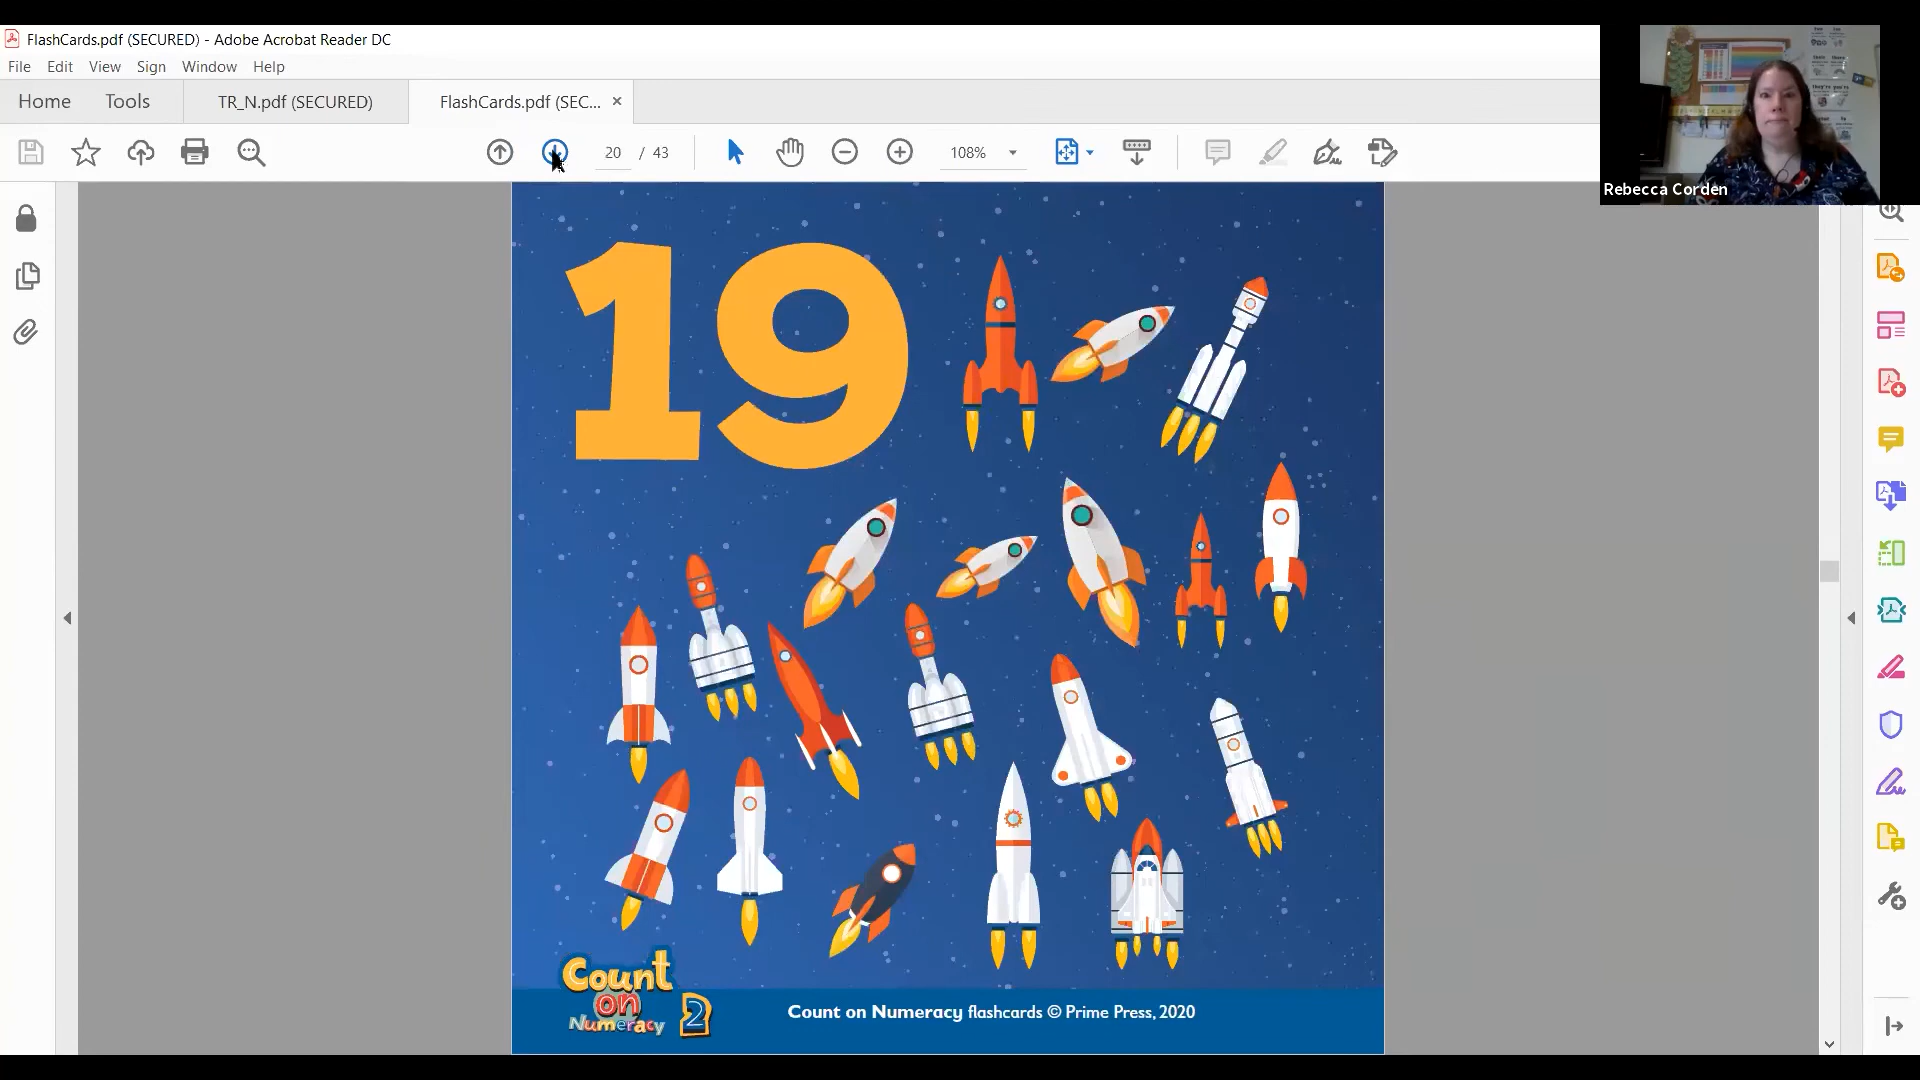 FlashCards.pdf (SECURED) - Adobe Acrobat Reader DC
File Edit View Sign Window Help
Home Tools TR_N.pdf (SECURED) FlashCards.pdf (SEC... ×
20 / 43 108%
Rebecca Corden
19
Count
on
Numeracy 2
Count on Numeracy flashcards © Prime Press, 2020